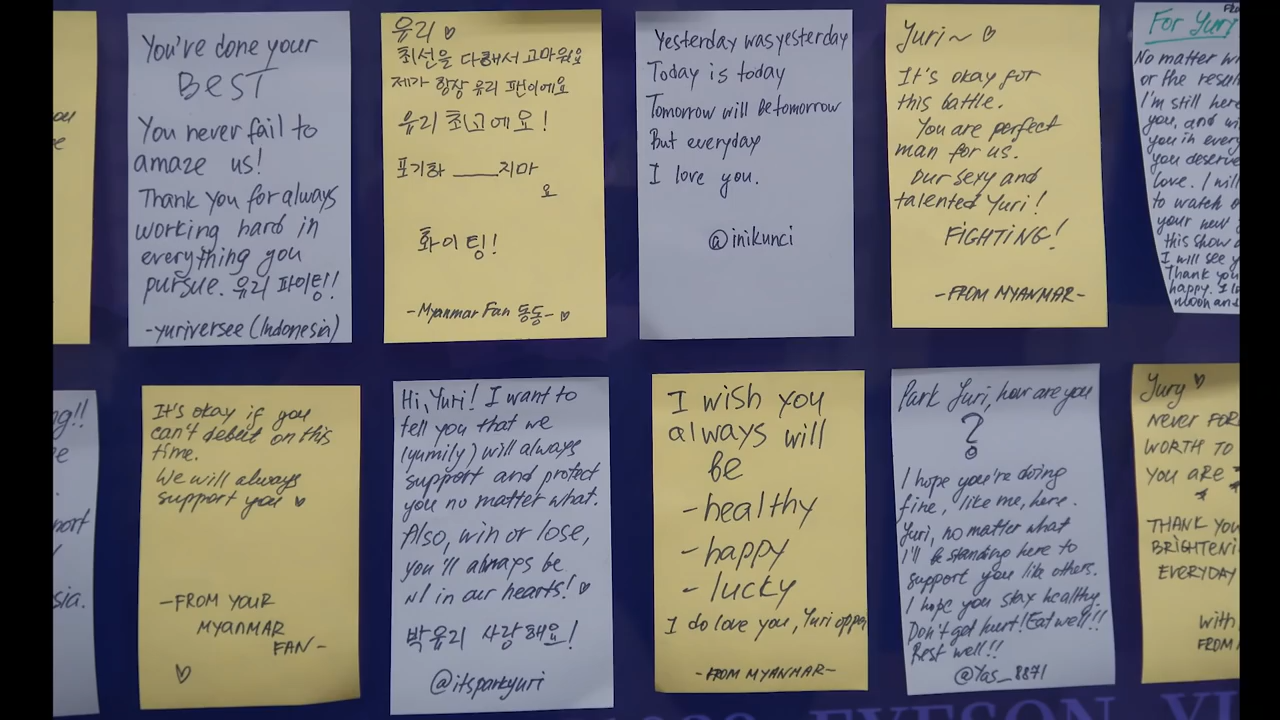 You've done your
BEST
You never fail to
amaze us!
Thank you for always
working hard in
everything you
pursue. 유리 파이팅!!
-yuriversee (Indonesia)
유리 ♡
최선을 다해서 고마워요
제가 항상 유리 팬이에요
유리 최고에요!
포기하 ___지마
요
화이팅!
-Myanmar Fan 동동- ♡
Yesterday was yesterday
Today is today
Tomorrow will be tomorrow
But everyday
I love you.
@inikunci
Yuri~ ♡
It's okay for
this battle.
You are perfect
man for us.
Our sexy and
talented Yuri!
FIGHTING!
-FROM MYANMAR-
For Yury
No matter
or the
I'm still here
you, and
you in
you deserve
love. I will
to watch
your new
this show
I will see
Thank you
happy. I
moon and
It's okay if you
can't debut on this
time.
We will always
support you ♡
-FROM YOUR
MYANMAR
FAN-
♡
Hi, Yuri! I want to
tell you that we
(yumily) will always
support and protect
you no matter what.
Also, win or lose,
you'll always be
#1 in our hearts! ♡
박유리 사랑해요!
@itsparkyuri
I wish you
always will
be
-healthy
-happy
-lucky
I do love you, Yuri oppa
-FROM MYANMAR-
Park Yuri, how are you
?
I hope you're doing
fine, like me, here.
Yuri, no matter what
I'll be standing here to
support you like others.
I hope you stay healthy.
Don't get hurt! Eat well!!
Rest well!!
@Yas_8871
Yury ♡
NEVER
WORTH TO
YOU ARE
THANK YOU
EVERYDAY
with
FROM